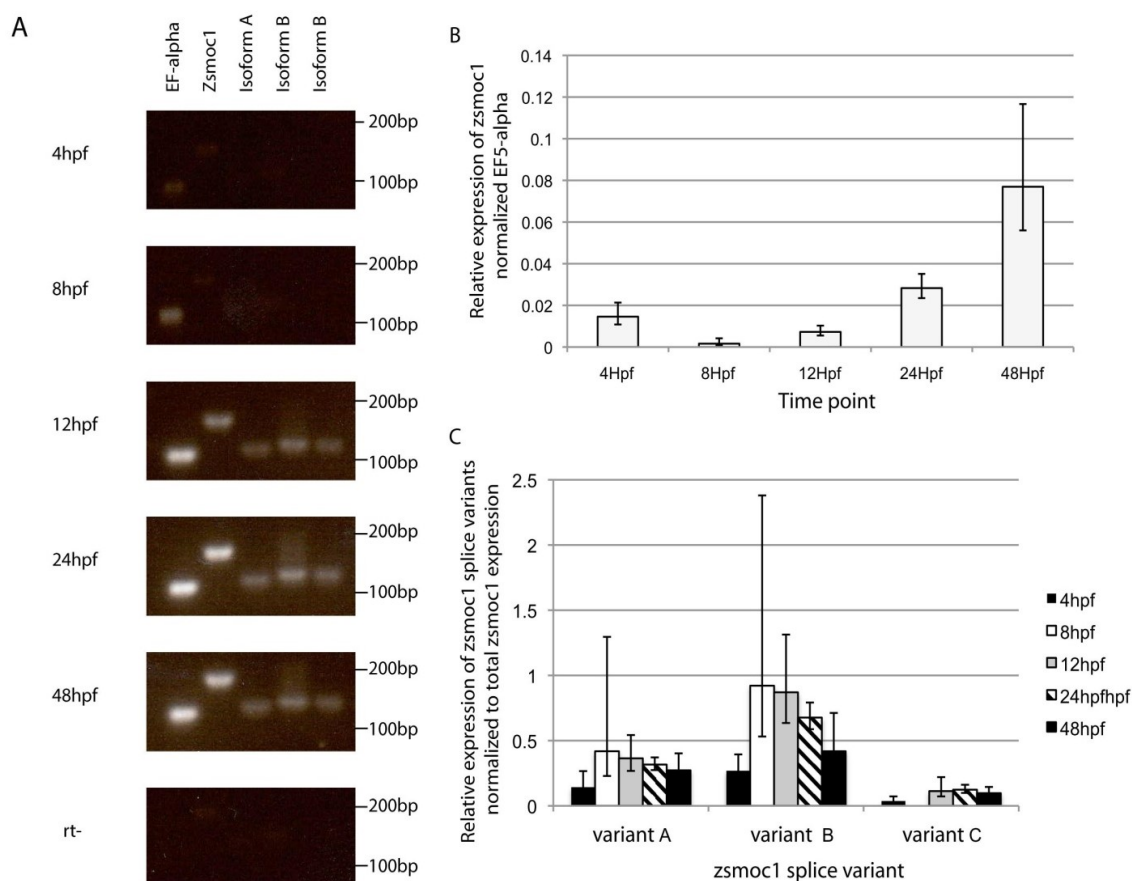 A
EF-alpha
Zsmoc1
Isoform A
Isoform B
Isoform B
4hpf
200bp
100bp
8hpf
200bp
100bp
12hpf
200bp
100bp
24hpf
200bp
100bp
48hpf
200bp
100bp
rt-
200bp
100bp
B
Relative expression of zsmoc1
normalized EF5-alpha
0.14
0.12
0.1
0.08
0.06
0.04
0.02
0
4Hpf
8Hpf
12Hpf
24Hpf
48Hpf
Time point
C
Relative expression of zsmoc1 splice variants
normalized to total zsmoc1 expression
2.5
2
1.5
1
0.5
0
variant A
variant B
variant C
zsmoc1 splice variant
4hpf
8hpf
12hpf
24hpfhpf
48hpf